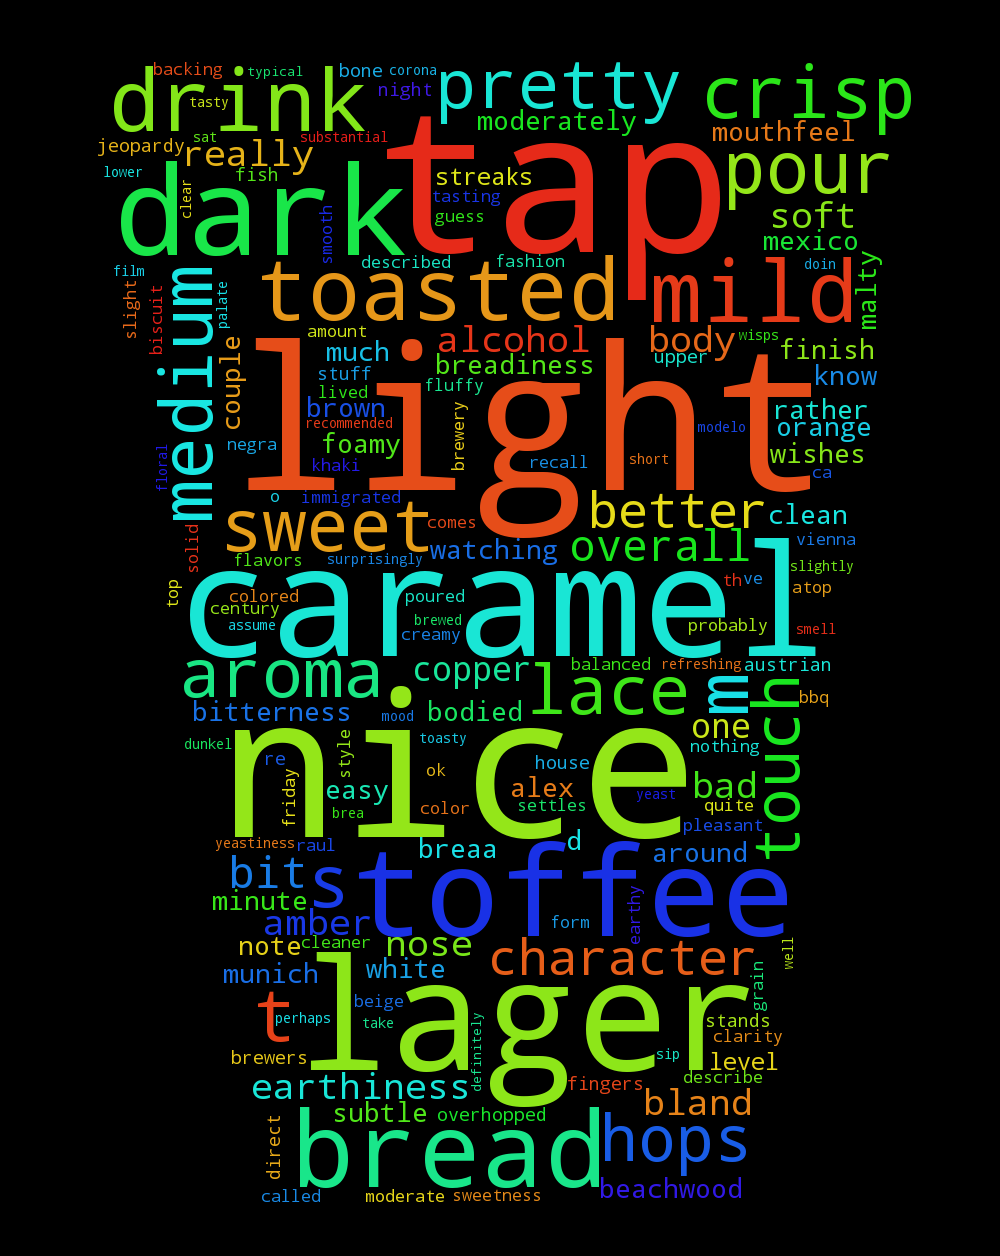 backing typical bone corona pretty crisp
drink tasty night moderately mouthfeel
jeopardy sat really substantial tap pour
lower fish streaks soft
dark clear smooth tasting guess mexico
film described fashion doin malty
slight biscuit medium palate toasted mild
amount alcohol body wisps finish
couple much breadiness upper know
stuff fluffy light
lived brown recommended rather
negra foamy brewery modelo orange
floral khaki recall short wishes ca
o immigrated better clean
solid sweet comes overall vienna
flavors surprisingly watching slightly
top colored poured caramel th ve atop
century assume brewed creamy probably smell
aroma copper balanced refreshing austrian
bitterness mood bodied lace m touch bbq
dunkel style toasty nice one nothing
re friday ok house
easy alex bad
brea color settles yeast quite
yeastiness raul breaa d pleasant
bit s toffee around
minute amber form earthy
note cleaner nose character well
munich white grain
t beige lager
perhaps take stands
brewers definitely sip clarity level
earthiness fingers describe
subtle overhopped bland
direct bread hops
called moderate sweetness beachwood